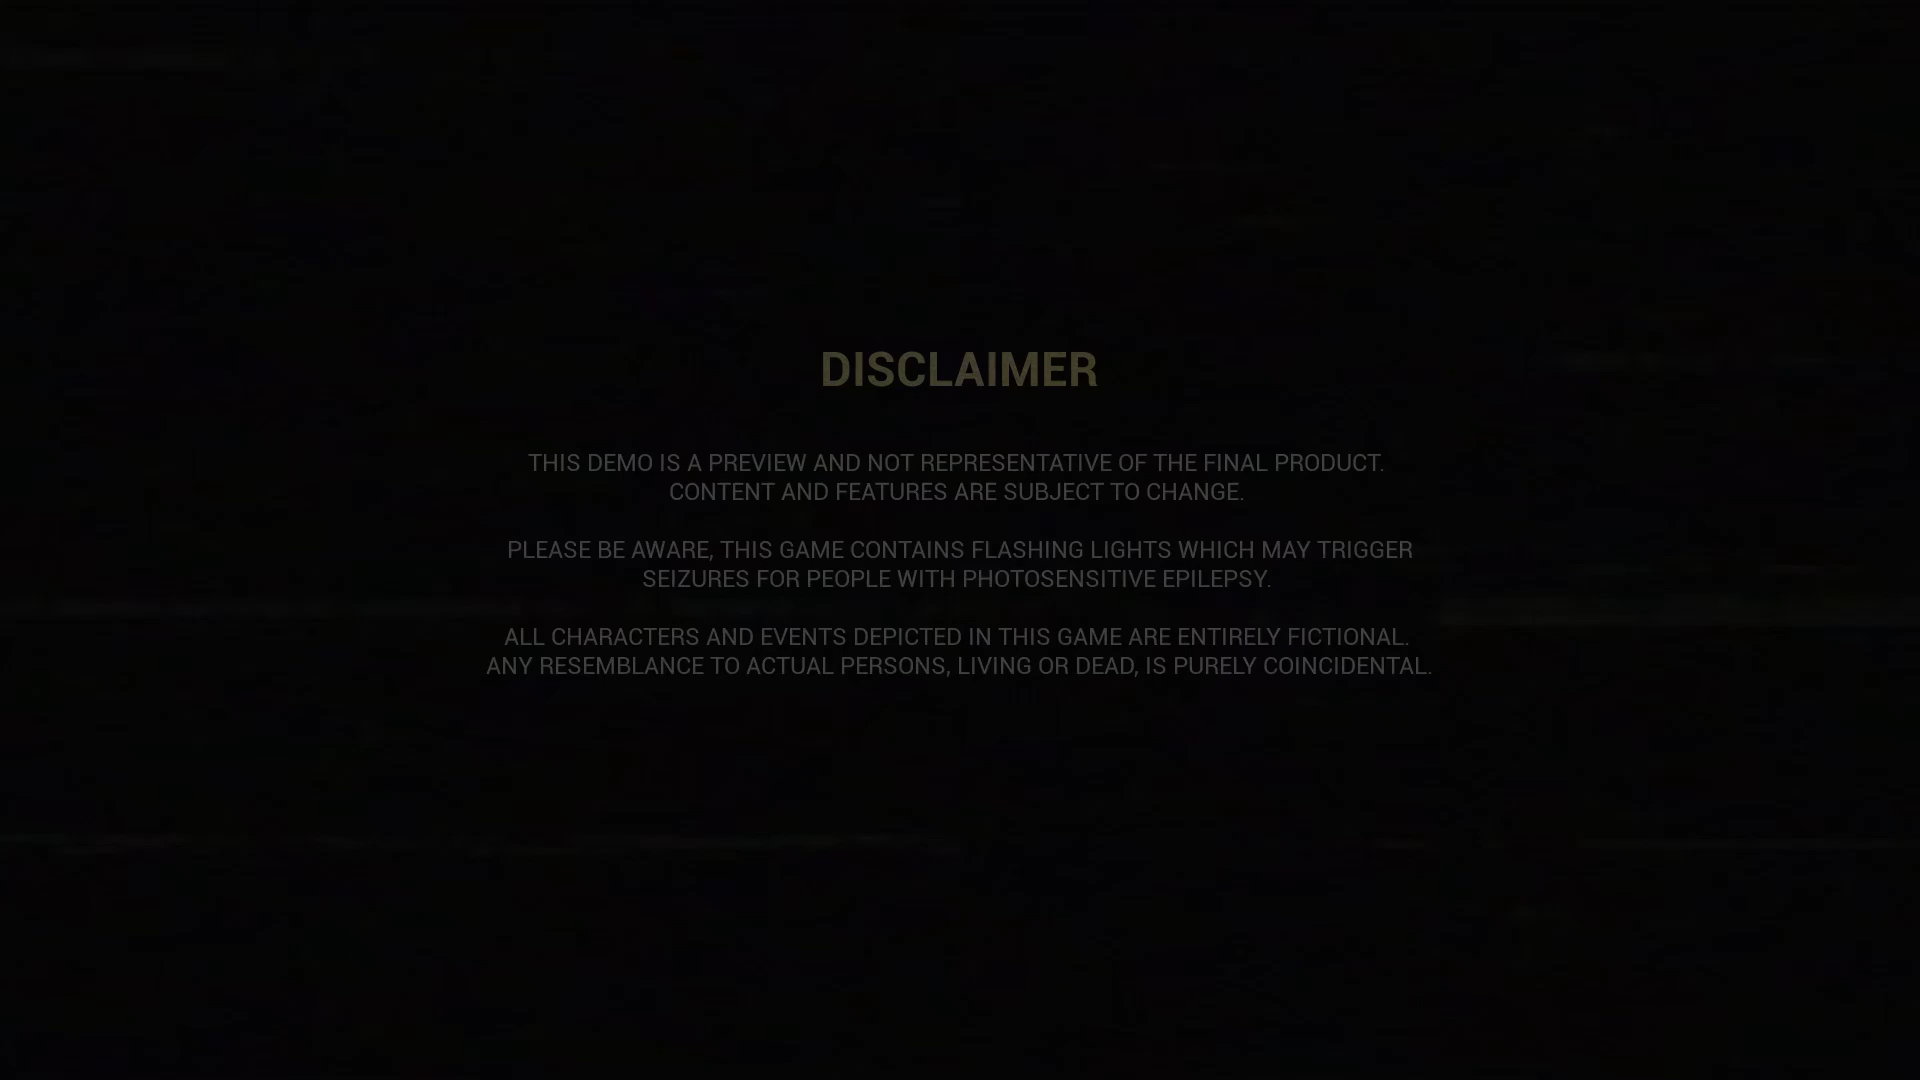 DISCLAIMER
THIS DEMO IS A PREVIEW AND NOT REPRESENTATIVE OF THE FINAL PRODUCT.
CONTENT AND FEATURES ARE SUBJECT TO CHANGE.
PLEASE BE AWARE, THIS GAME CONTAINS FLASHING LIGHTS WHICH MAY TRIGGER
SEIZURES FOR PEOPLE WITH PHOTOSENSITIVE EPILEPSY.
ALL CHARACTERS AND EVENTS DEPICTED IN THIS GAME ARE ENTIRELY FICTIONAL.
ANY RESEMBLANCE TO ACTUAL PERSONS, LIVING OR DEAD, IS PURELY COINCIDENTAL.